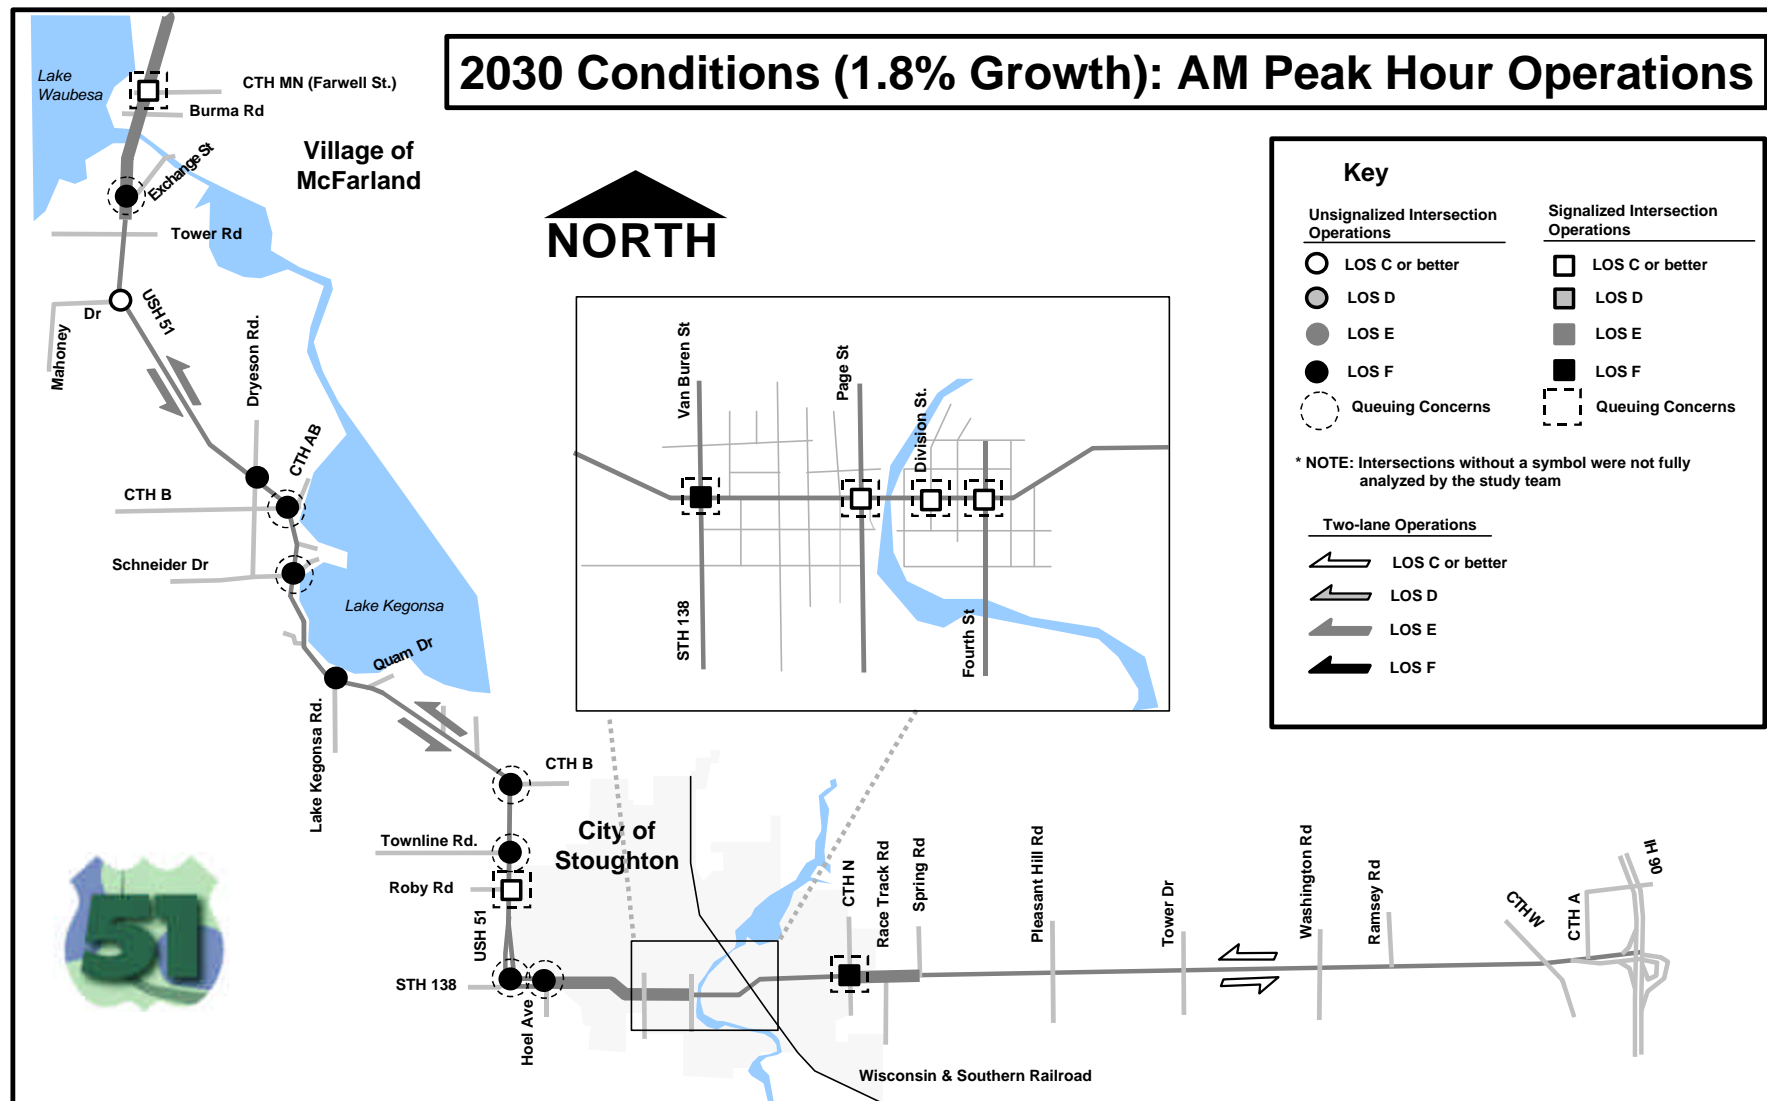 2030 Conditions (1.8% Growth): AM Peak Hour Operations
Lake
Waubesa
CTH MN (Farwell St.)
Burma Rd
Exchange St
Village of
McFarland
Tower Rd
NORTH
Dr
Mahoney
USH 51
Dryeson Rd.
CTH AB
CTH B
Schneider Dr
Lake Kegonsa
Quam Dr
Lake Kegonsa Rd.
CTH B
Townline Rd.
Roby Rd
USH 51
STH 138
Hoel Ave
City of
Stoughton
Van Buren St
Page St
Division St.
STH 138
Fourth St
Key
Unsignalized Intersection
Operations
LOS C or better
LOS D
LOS E
LOS F
Queuing Concerns
Signalized Intersection
Operations
LOS C or better
LOS D
LOS E
LOS F
Queuing Concerns
* NOTE: Intersections without a symbol were not fully
analyzed by the study team
Two-lane Operations
LOS C or better
LOS D
LOS E
LOS F
CTH N
Race Track Rd
Spring Rd
Pleasant Hill Rd
Tower Dr
Washington Rd
Ramsey Rd
CTH W
CTH A
IH 90
Wisconsin & Southern Railroad
51